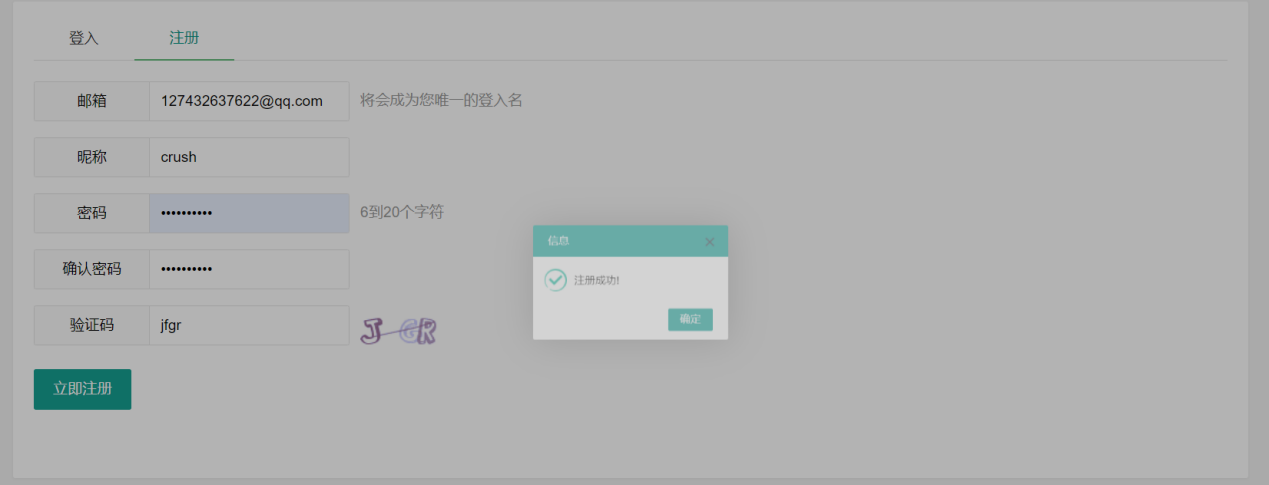 登入 注册
邮箱 127432637622@qq.com 将会成为您唯一的登入名
昵称 crush
密码 •••••••••• 6到20个字符
信息
确认密码 ••••••••••
注册成功!
验证码 jfgr J GR
确定
立即注册